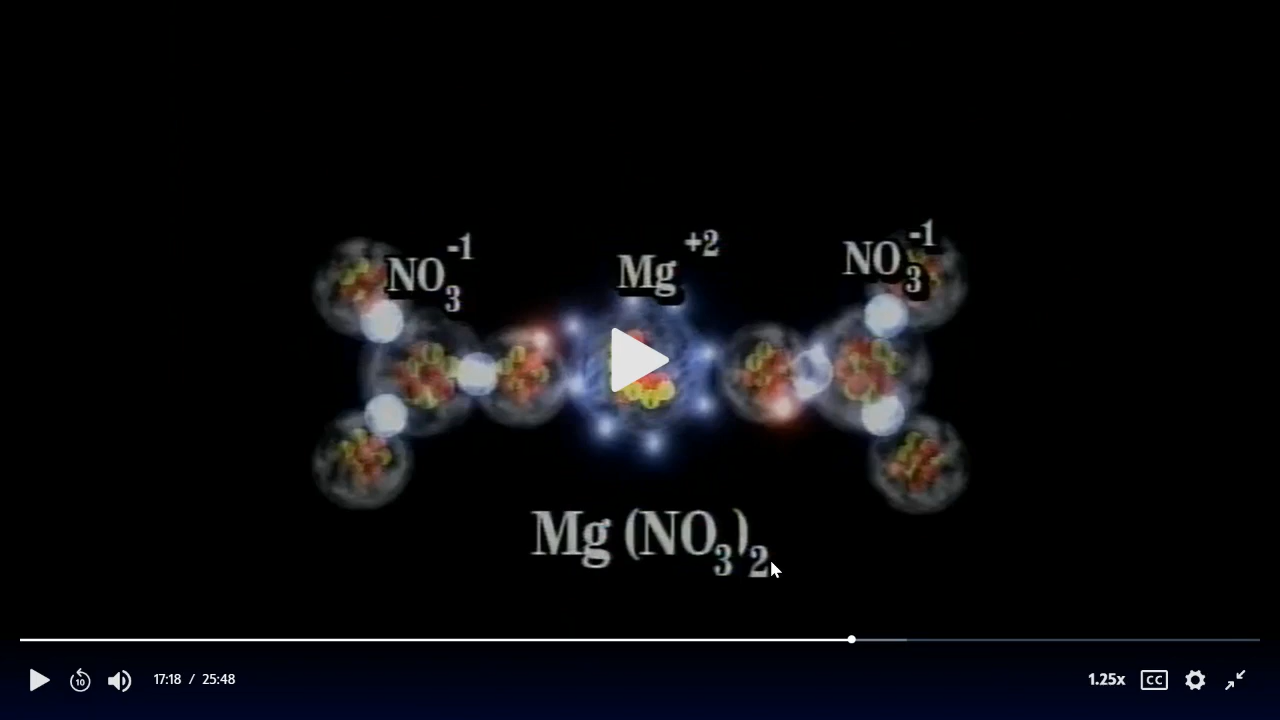 NO₃⁻¹ Mg⁺² NO₃⁻¹
Mg (NO₃)₂
10 17:18 / 25:48 1.25x CC